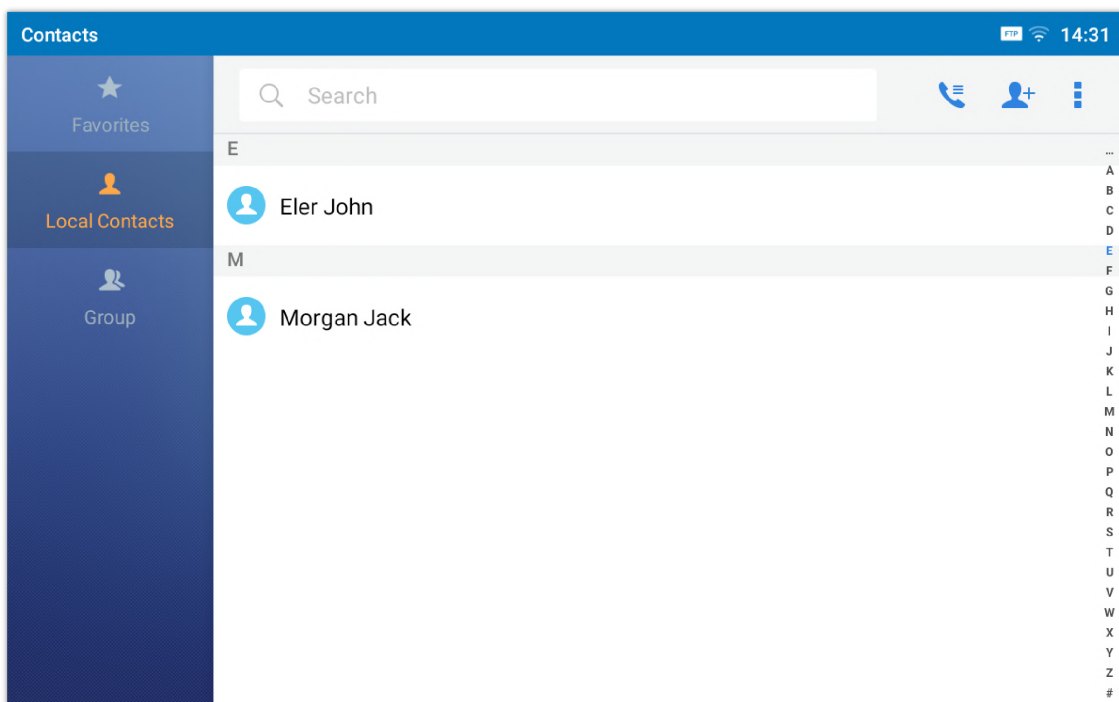 Contacts
FTP 14:31
Favorites
Local Contacts
Group
Search
E
Eler John
M
Morgan Jack
...
A
B
C
D
E
F
G
H
I
J
K
L
M
N
O
P
Q
R
S
T
U
V
W
X
Y
Z
#